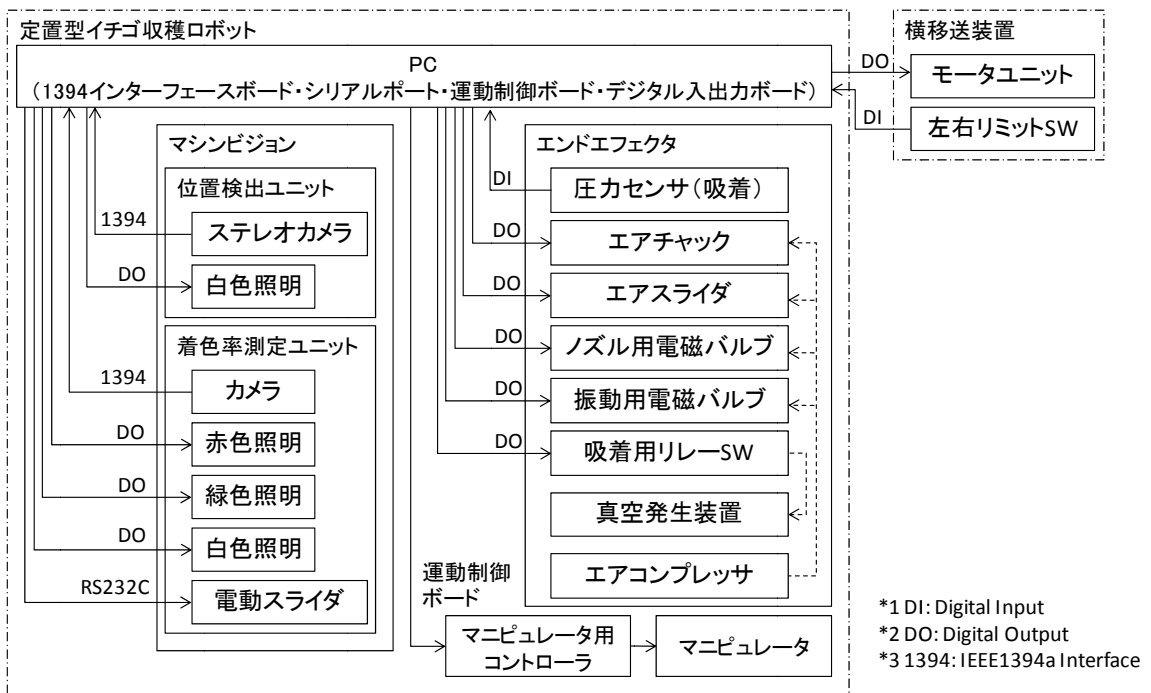 定置型イチゴ収穫ロボット
PC
(1394インターフェースボード・シリアルポート・運動制御ボード・デジタル入出力ボード)
マシンビジョン
位置検出ユニット
1394
ステレオカメラ
DO
白色照明
着色率測定ユニット
1394
カメラ
DO
赤色照明
DO
緑色照明
DO
白色照明
RS232C
電動スライダ
エンドエフェクタ
DI
圧力センサ(吸着)
DO
エアチャック
DO
エアスライダ
DO
ノズル用電磁バルブ
DO
振動用電磁バルブ
DO
吸着用リレーSW
真空発生装置
エアコンプレッサ
運動制御
ボード
マニピュレータ用
コントローラ
マニピュレータ
横移送装置
DO
モータユニット
DI
左右リミットSW
*1 DI: Digital Input
*2 DO: Digital Output
*3 1394: IEEE1394a Interface